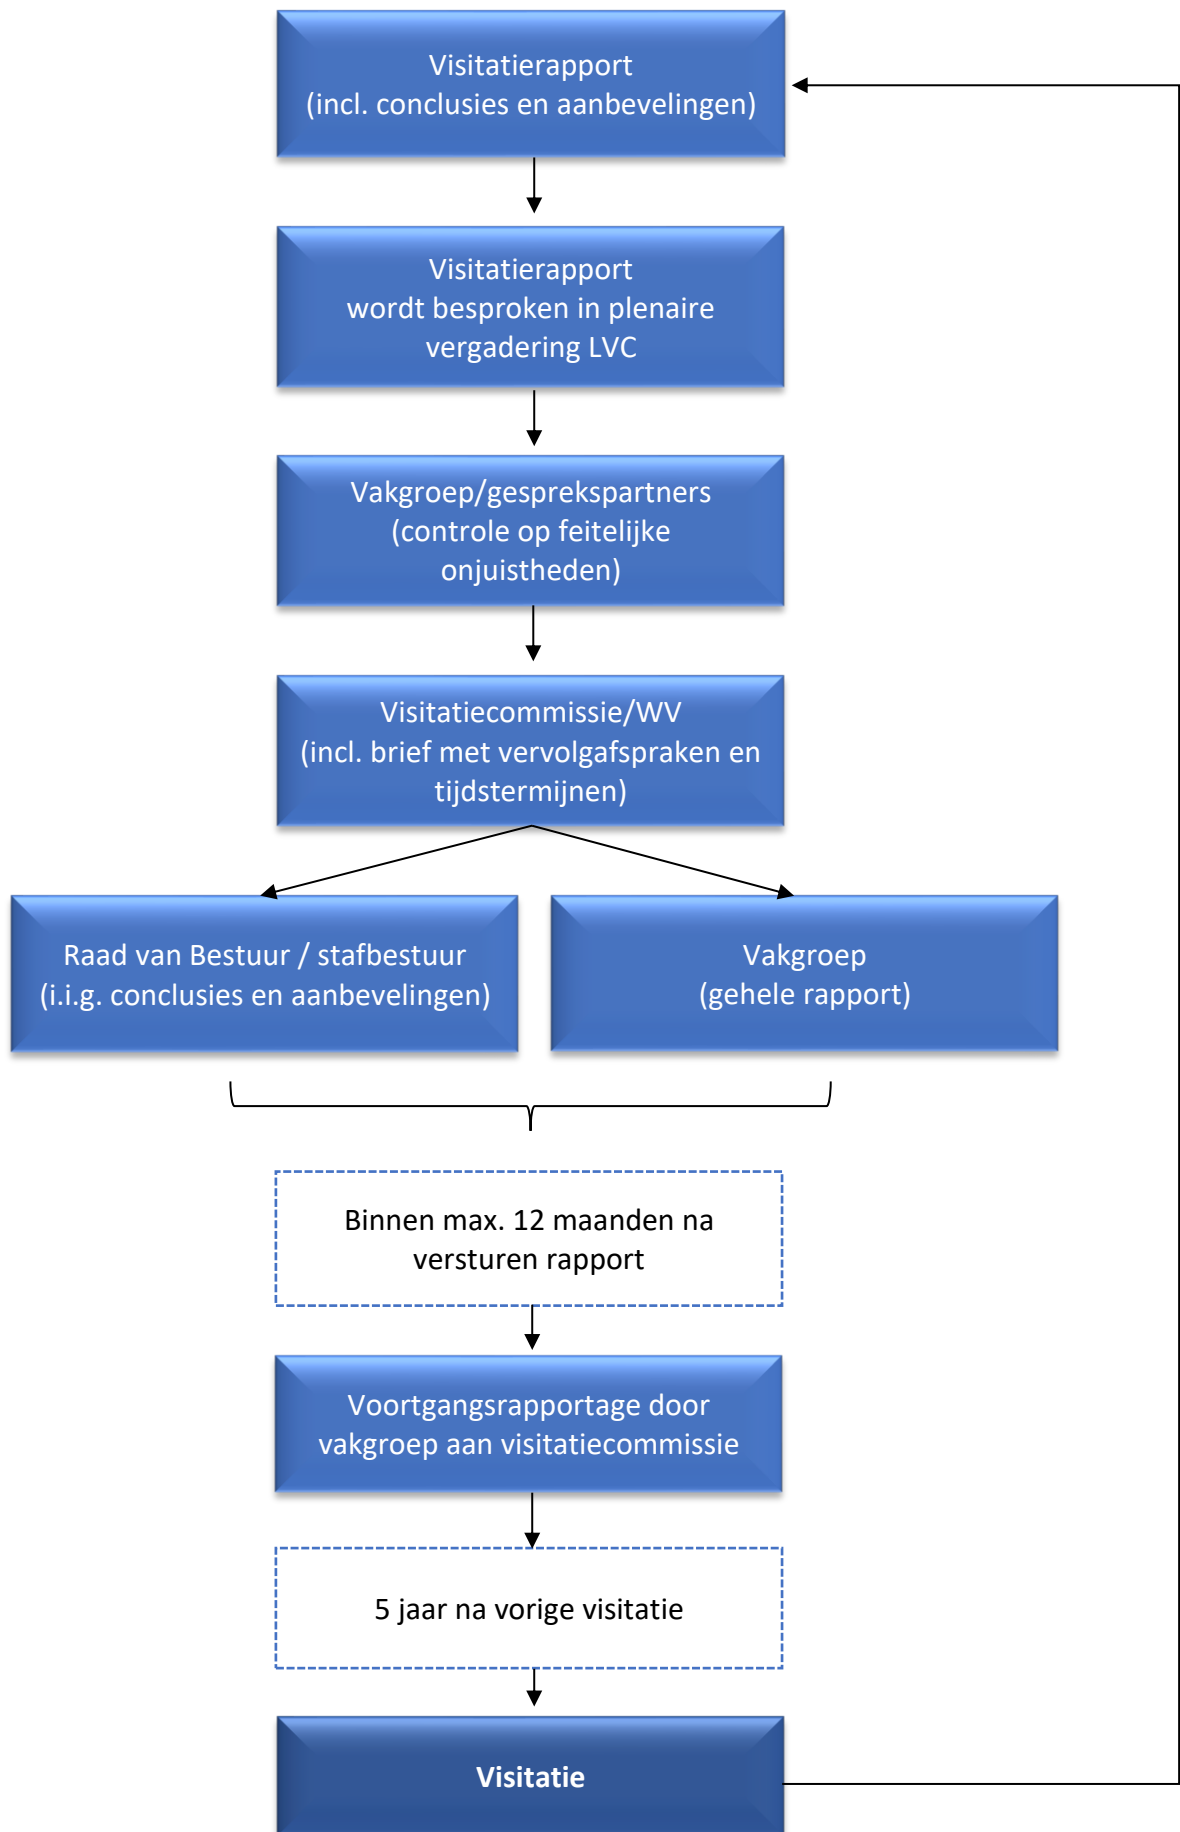 Visitatierapport
(incl. conclusies en aanbevelingen)
Visitatierapport
wordt besproken in plenaire
vergadering LVC
Vakgroep/gesprekspartners
(controle op feitelijke
onjuistheden)
Visitatiecommissie/WV
(incl. brief met vervolgafspraken en
tijdstermijnen)
Raad van Bestuur / stafbestuur
(i.i.g. conclusies en aanbevelingen)
Vakgroep
(gehele rapport)
Binnen max. 12 maanden na
versturen rapport
Voortgangsrapportage door
vakgroep aan visitatiecommissie
5 jaar na vorige visitatie
Visitatie